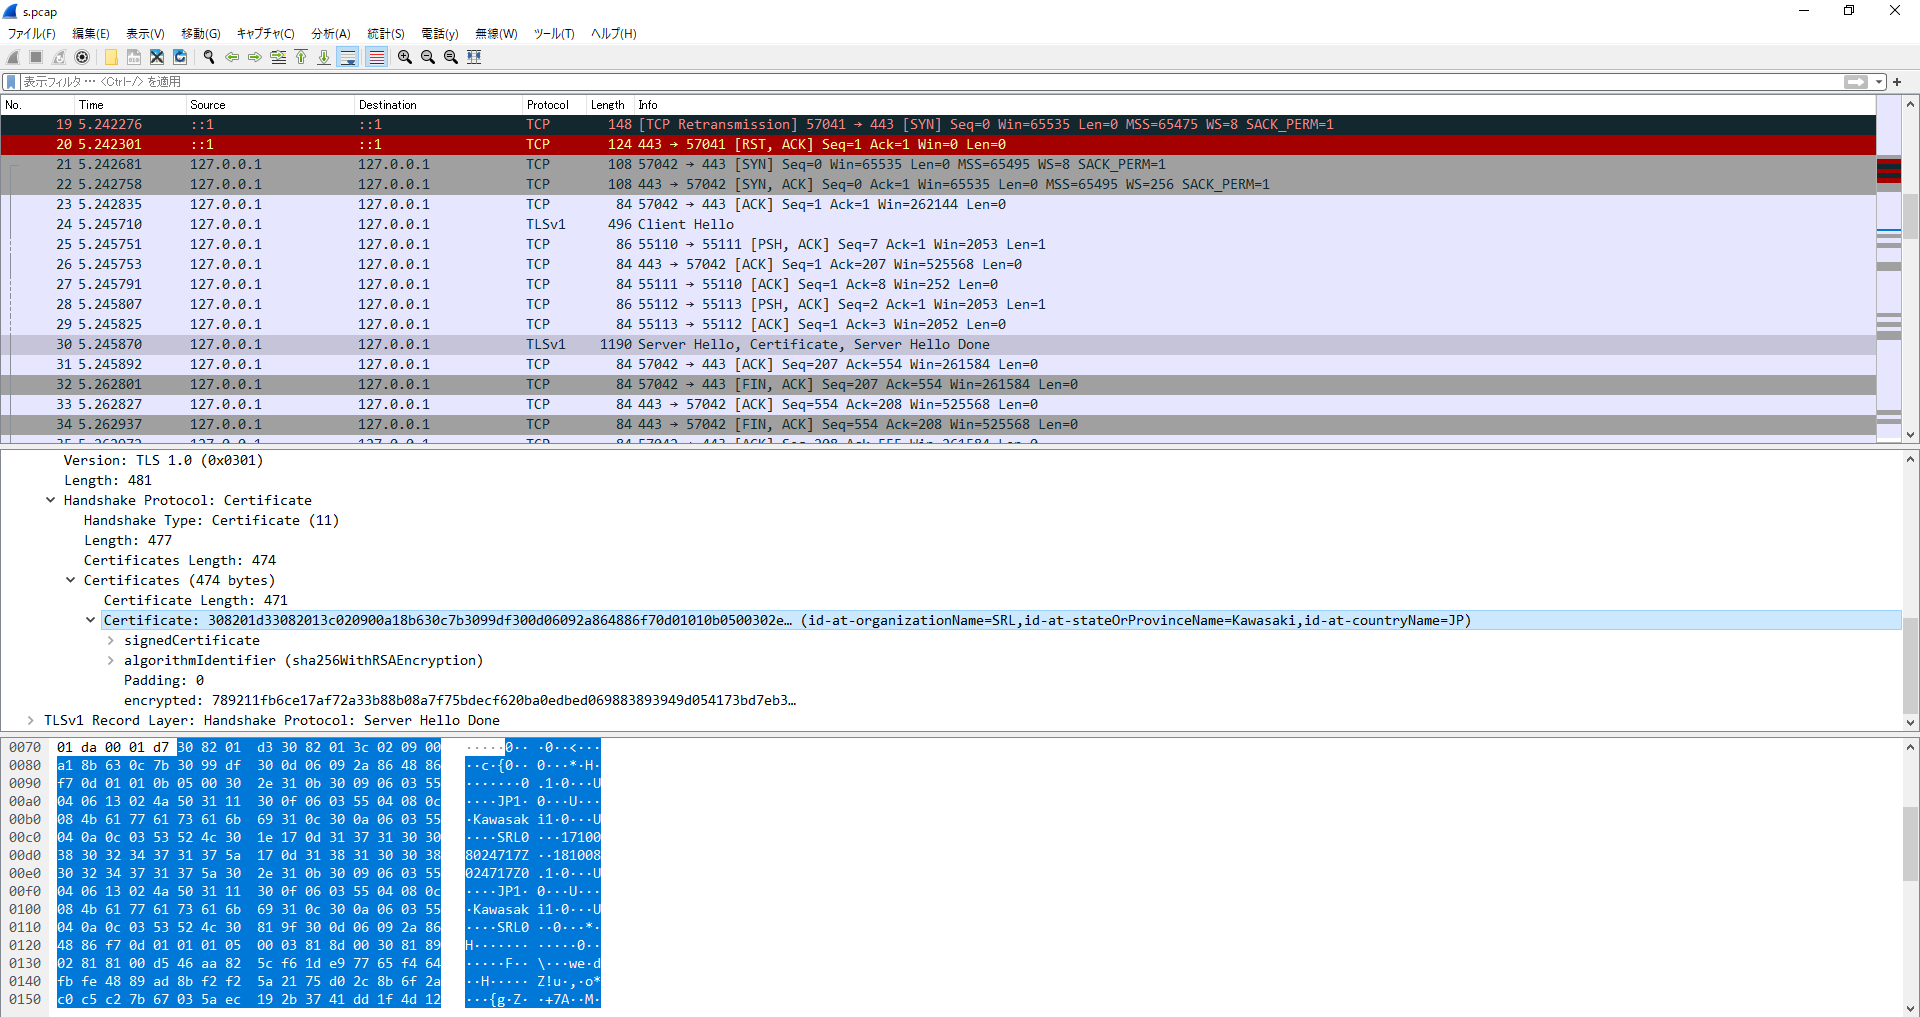 s.pcap
ファイル(F) 編集(E) 表示(V) 移動(G) キャプチャ(C) 分析(A) 統計(S) 電話(y) 無線(W) ツール(T) ヘルプ(H)
表示フィルタ … <Ctrl-/> を適用
No. Time Source Destination Protocol Length Info
19 5.242276 ::1 ::1 TCP 148 [TCP Retransmission] 57041 → 443 [SYN] Seq=0 Win=65535 Len=0 MSS=65475 WS=8 SACK_PERM=1
20 5.242301 ::1 ::1 TCP 124 443 → 57041 [RST, ACK] Seq=1 Ack=1 Win=0 Len=0
21 5.242681 127.0.0.1 127.0.0.1 TCP 108 57042 → 443 [SYN] Seq=0 Win=65535 Len=0 MSS=65495 WS=8 SACK_PERM=1
22 5.242758 127.0.0.1 127.0.0.1 TCP 108 443 → 57042 [SYN, ACK] Seq=0 Ack=1 Win=65535 Len=0 MSS=65495 WS=256 SACK_PERM=1
23 5.242835 127.0.0.1 127.0.0.1 TCP 84 57042 → 443 [ACK] Seq=1 Ack=1 Win=262144 Len=0
24 5.245710 127.0.0.1 127.0.0.1 TLSv1 496 Client Hello
25 5.245751 127.0.0.1 127.0.0.1 TCP 86 55110 → 55111 [PSH, ACK] Seq=7 Ack=1 Win=2053 Len=1
26 5.245753 127.0.0.1 127.0.0.1 TCP 84 443 → 57042 [ACK] Seq=1 Ack=207 Win=525568 Len=0
27 5.245791 127.0.0.1 127.0.0.1 TCP 84 55111 → 55110 [ACK] Seq=1 Ack=8 Win=252 Len=0
28 5.245807 127.0.0.1 127.0.0.1 TCP 86 55112 → 55113 [PSH, ACK] Seq=2 Ack=1 Win=2053 Len=1
29 5.245825 127.0.0.1 127.0.0.1 TCP 84 55113 → 55112 [ACK] Seq=1 Ack=3 Win=2052 Len=0
30 5.245870 127.0.0.1 127.0.0.1 TLSv1 1190 Server Hello, Certificate, Server Hello Done
31 5.245892 127.0.0.1 127.0.0.1 TCP 84 57042 → 443 [ACK] Seq=207 Ack=554 Win=261584 Len=0
32 5.262801 127.0.0.1 127.0.0.1 TCP 84 57042 → 443 [FIN, ACK] Seq=207 Ack=554 Win=261584 Len=0
33 5.262827 127.0.0.1 127.0.0.1 TCP 84 443 → 57042 [ACK] Seq=554 Ack=208 Win=525568 Len=0
34 5.262937 127.0.0.1 127.0.0.1 TCP 84 443 → 57042 [FIN, ACK] Seq=554 Ack=208 Win=525568 Len=0
35 5.262972 127.0.0.1 127.0.0.1 TCP 84 57042 → 443 [ACK] Seq=208 Ack=555 Win=261584 Len=0
Version: TLS 1.0 (0x0301)
Length: 481
Handshake Protocol: Certificate
Handshake Type: Certificate (11)
Length: 477
Certificates Length: 474
Certificates (474 bytes)
Certificate Length: 471
Certificate: 308201d33082013c020900a18b630c7b3099df300d06092a864886f70d01010b0500302e… (id-at-organizationName=SRL,id-at-stateOrProvinceName=Kawasaki,id-at-countryName=JP)
signedCertificate
algorithmIdentifier (sha256WithRSAEncryption)
Padding: 0
encrypted: 789211fb6ce17af72a33b88b08a7f75bdecf620ba0edbed069883893949d054173bd7eb3…
TLSv1 Record Layer: Handshake Protocol: Server Hello Done
0070 01 da 00 01 d7 30 82 01 d3 30 82 01 3c 02 09 00 ·····0·· ·0··<···
0080 a1 8b 63 0c 7b 30 99 df 30 0d 06 09 2a 86 48 86 ··c·{0·· 0···*·H·
0090 f7 0d 01 01 0b 05 00 30 2e 31 0b 30 09 06 03 55 ·······0 .1·0···U
00a0 04 06 13 02 4a 50 31 11 30 0f 06 03 55 04 08 0c ····JP1· 0···U···
00b0 08 4b 61 77 61 73 61 6b 69 31 0c 30 0a 06 03 55 ·Kawasak i1·0···U
00c0 04 0a 0c 03 53 52 4c 30 1e 17 0d 31 37 31 30 30 ····SRL0 ···17100
00d0 38 30 32 34 37 31 37 5a 17 0d 31 38 31 30 30 38 8024717Z ··181008
00e0 30 32 34 37 31 37 5a 30 2e 31 0b 30 09 06 03 55 024717Z0 .1·0···U
00f0 04 06 13 02 4a 50 31 11 30 0f 06 03 55 04 08 0c ····JP1· 0···U···
0100 08 4b 61 77 61 73 61 6b 69 31 0c 30 0a 06 03 55 ·Kawasak i1·0···U
0110 04 0a 0c 03 53 52 4c 30 81 9f 30 0d 06 09 2a 86 ····SRL0 ··0···*·
0120 48 86 f7 0d 01 01 01 05 00 03 81 8d 00 30 81 89 H······· ·····0··
0130 02 81 81 00 d5 46 aa 82 5c f6 1d e9 77 65 f4 64 ·····F·· \···we·d
0140 fb fe 48 89 ad 8b f2 f2 5a 21 75 d0 2c 8b 6f 2a ··H····· Z!u·,·o*
0150 c0 c5 c2 7b 67 03 5a ec 19 2b 37 41 dd 1f 4d 12 ···{g·Z· ·+7A··M·